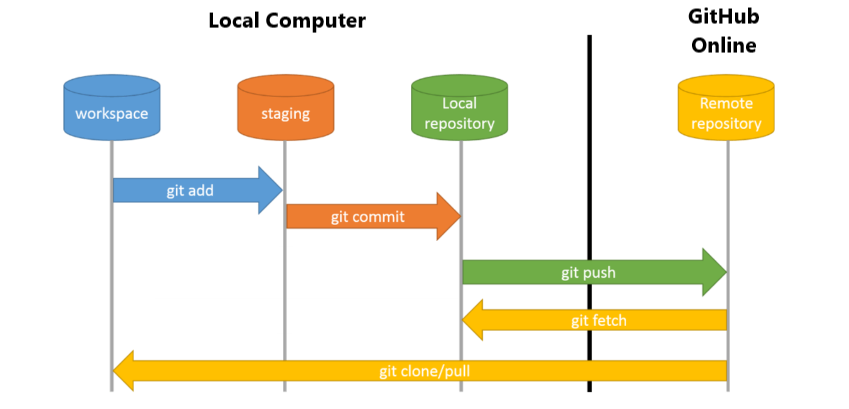 Local Computer
GitHub
Online
workspace
staging
Local
repository
Remote
repository
git add
git commit
git push
git fetch
git clone/pull